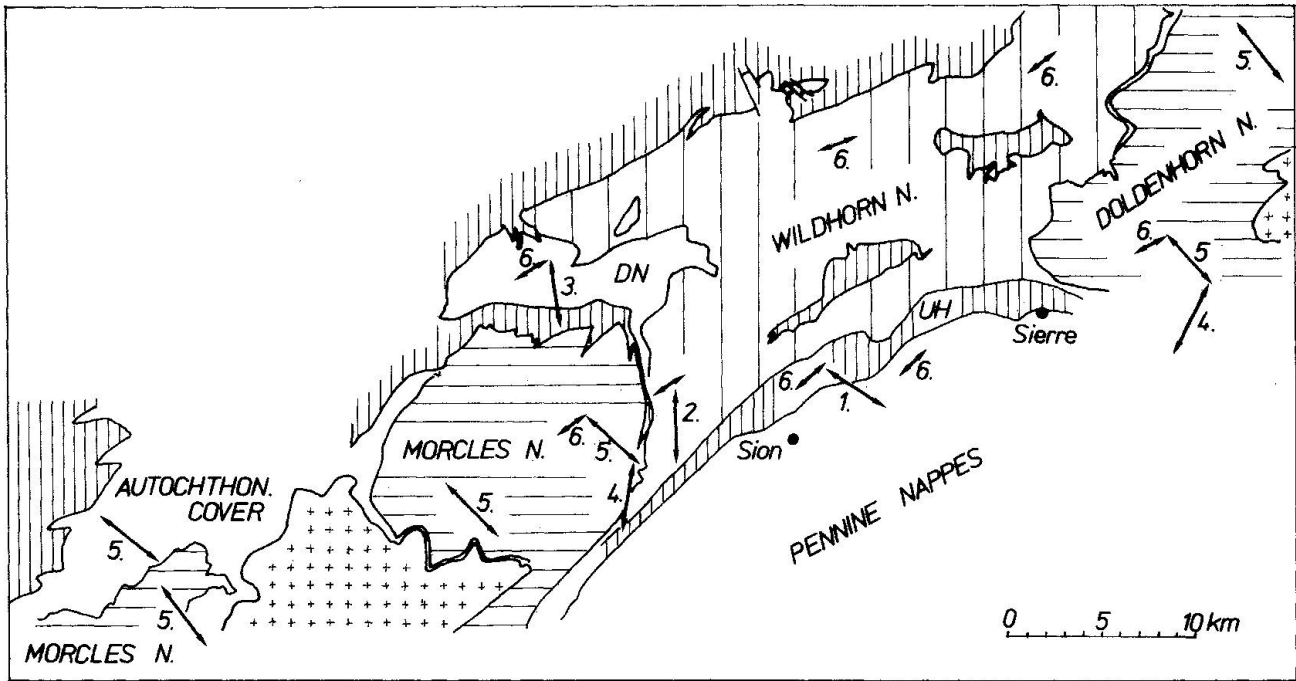 5.
6.
6.
DOLDENHORN N.
WILDHORN N.
6.
5.
6.
DN
3.
4.
UH
Sierre
6.
6.
1.
2.
Sion
MORCLES N.
6.
5.
4.
5.
PENNINE NAPPES
AUTOCHTHON.
COVER
5.
5.
MORCLES N.
0 5 10 km